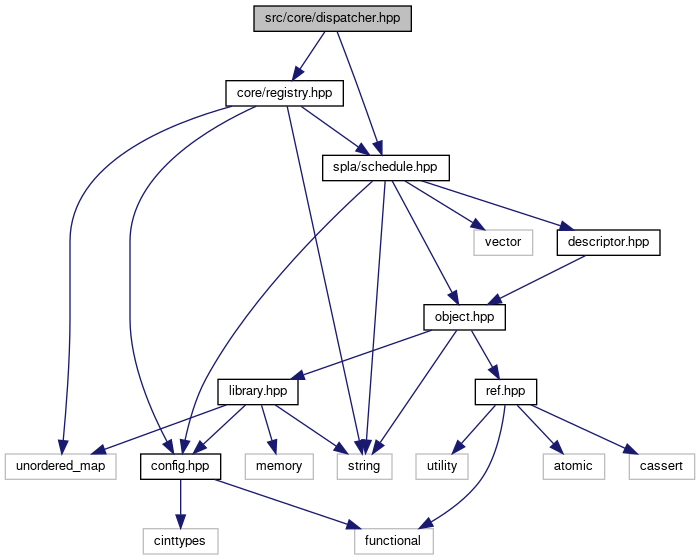 src/core/dispatcher.hpp
core/registry.hpp
spla/schedule.hpp
vector
descriptor.hpp
object.hpp
library.hpp
ref.hpp
unordered_map
config.hpp
memory
string
utility
atomic
cassert
cinttypes
functional